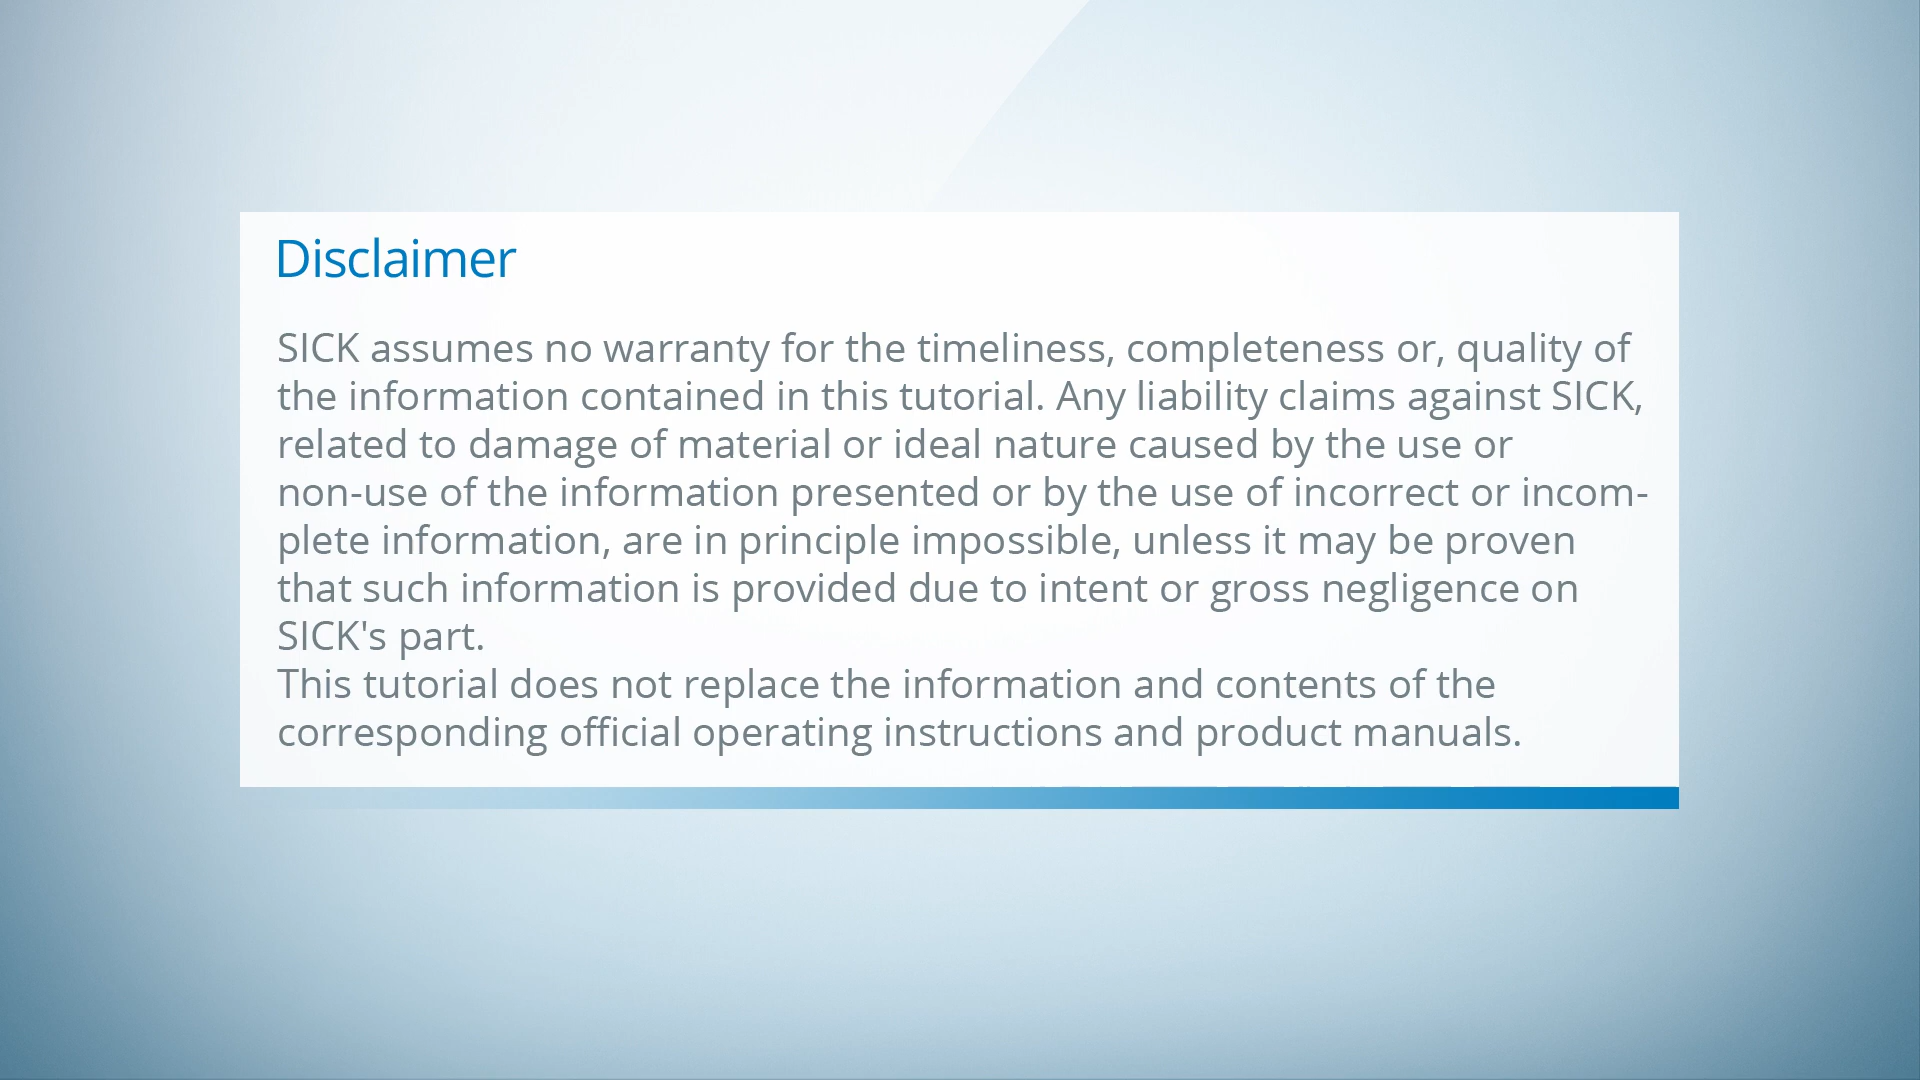 Disclaimer
SICK assumes no warranty for the timeliness, completeness or, quality of
the information contained in this tutorial. Any liability claims against SICK,
related to damage of material or ideal nature caused by the use or
non-use of the information presented or by the use of incorrect or incom-
plete information, are in principle impossible, unless it may be proven
that such information is provided due to intent or gross negligence on
SICK's part.
This tutorial does not replace the information and contents of the
corresponding official operating instructions and product manuals.